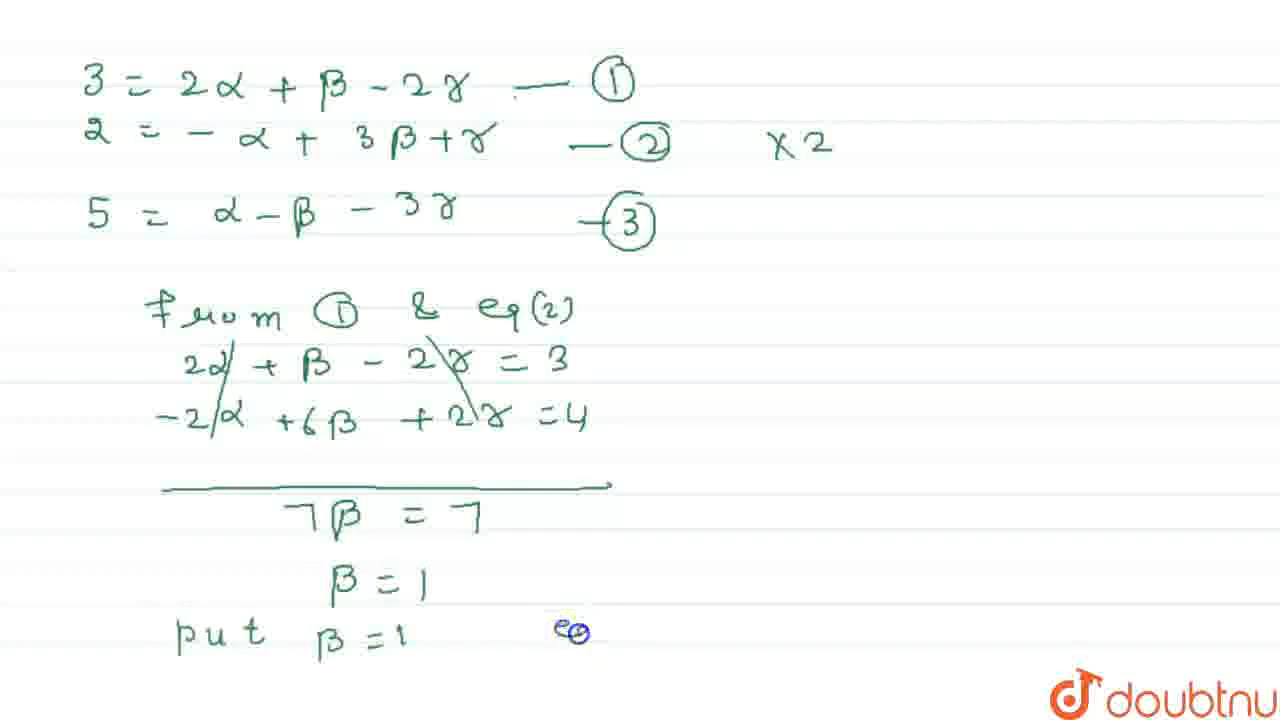 3 = 2α + β - 2γ — ①
2 = - α + 3β + γ — ② × 2
5 = α - β - 3γ - ③
from ① & eq(2)
2α + β - 2γ = 3
-2α + 6β + 2γ = 4
7β = 7
β = 1
put β = 1 eq
doubtnut